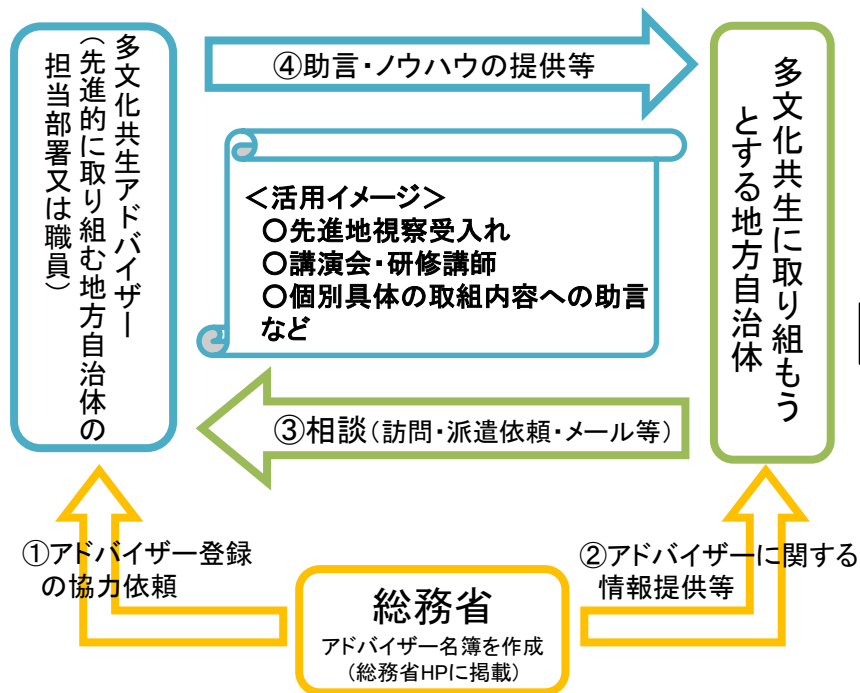 多文化共生アドバイザー
（先進的に取り組む地方自治体の
担当部署又は職員）
④助言・ノウハウの提供等
＜活用イメージ＞
○先進地視察受入れ
○講演会・研修講師
○個別具体の取組内容への助言
など
③相談（訪問・派遣依頼・メール等）
多文化共生に取り組もう
とする地方自治体
①アドバイザー登録
の協力依頼
②アドバイザーに関する
情報提供等
総務省
アドバイザー名簿を作成
（総務省HPに掲載）